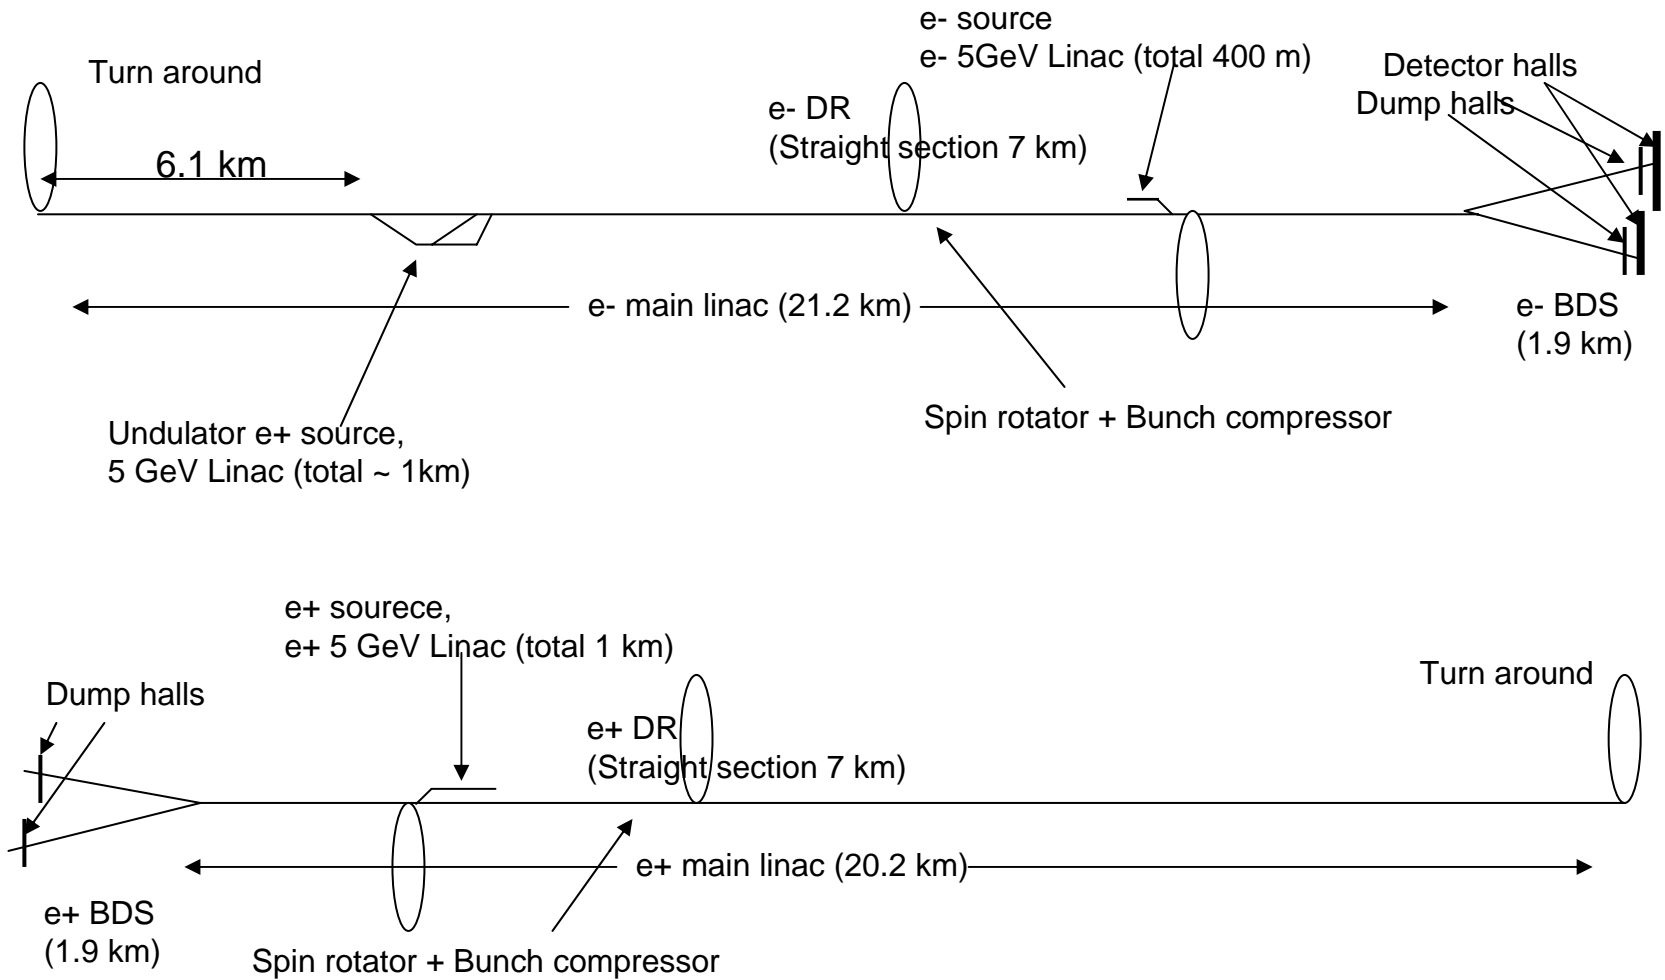 e- source
e- 5GeV Linac (total 400 m)
Turn around
Detector halls
Dump halls
e- DR
(Straight section 7 km)
6.1 km
e- main linac (21.2 km)
e- BDS
(1.9 km)
Spin rotator + Bunch compressor
Undulator e+ source,
5 GeV Linac (total ~ 1km)
e+ sourece,
e+ 5 GeV Linac (total 1 km)
Turn around
Dump halls
e+ DR
(Straight section 7 km)
e+ main linac (20.2 km)
e+ BDS
(1.9 km)
Spin rotator + Bunch compressor